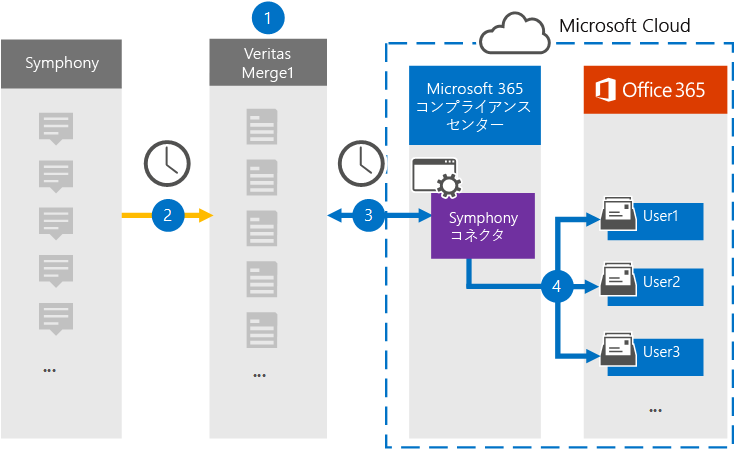 1
Microsoft Cloud
Symphony
Veritas
Merge1
Microsoft 365
コンプライアンス
センター
Office 365
2
3
Symphony
コネクタ
4
User1
User2
User3
...
...
...